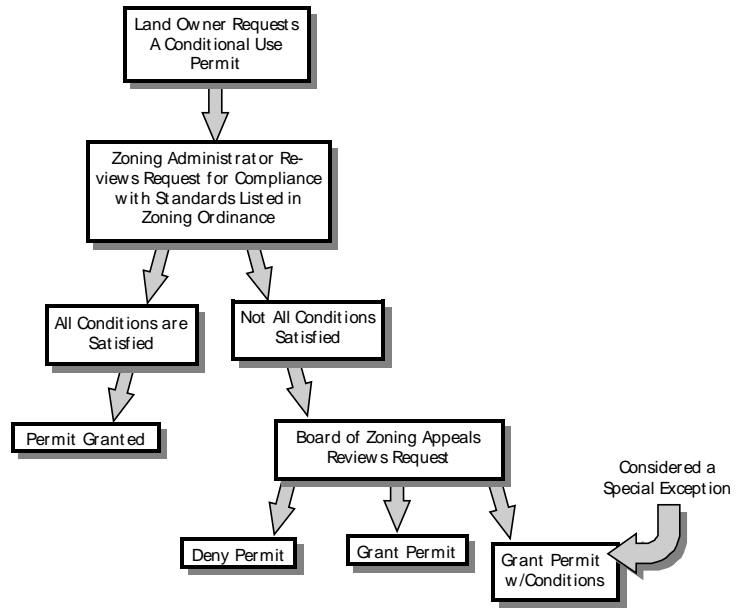 Land Owner Requests
A Conditional Use
Permit
Zoning Administrator Re-
views Request for Compliance
with Standards Listed in
Zoning Ordinance
All Conditions are
Satisfied
Not All Conditions
Satisfied
Permit Granted
Board of Zoning Appeals
Reviews Request
Considered a
Special Exception
Deny Permit
Grant Permit
Grant Permit
w/Conditions